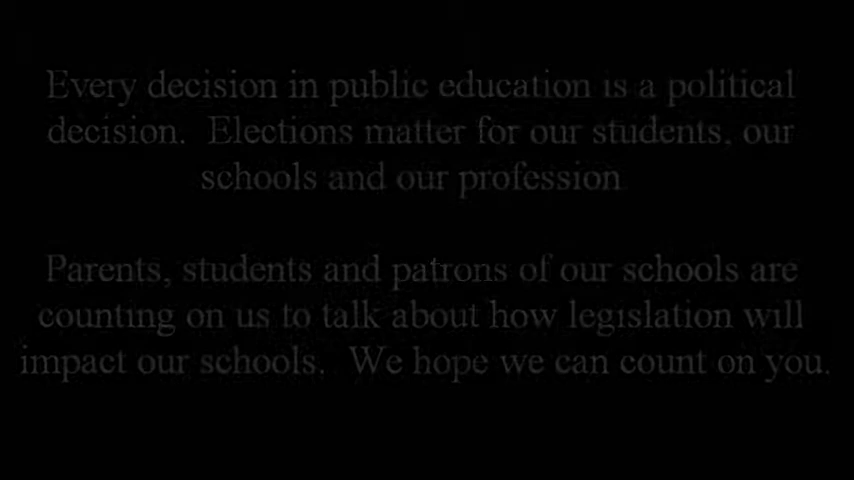 Every decision in public education is a political
decision. Elections matter for our students, our
schools and our profession
Parents, students and patrons of our schools are
counting on us to talk about how legislation will
impact our schools. We hope we can count on you.